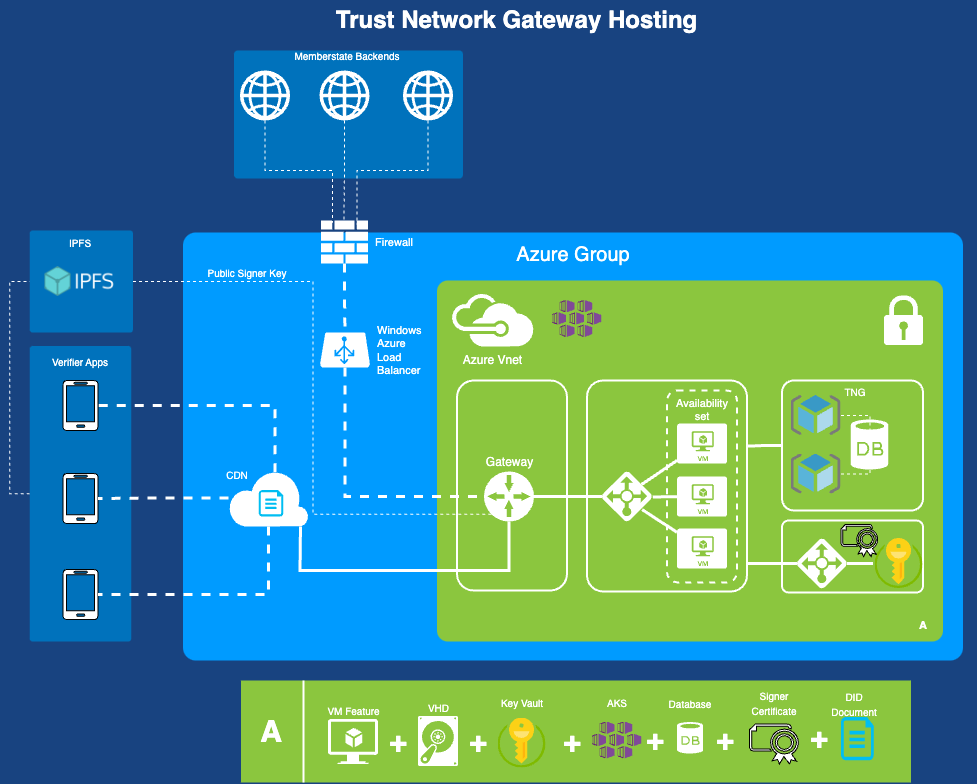 Trust Network Gateway Hosting
Memberstate Backends
Firewall
IPFS
IPFS
Public Signer Key
Azure Group
Windows
Azure
Load
Balancer
Azure Vnet
Verifier Apps
CDN
Gateway
Availability
set
VM
VM
VM
TNG
DB
A
A
VM Feature
VHD
Key Vault
AKS
Database
Signer
Certificate
DID
Document
+
+
+
+
DB
+
+